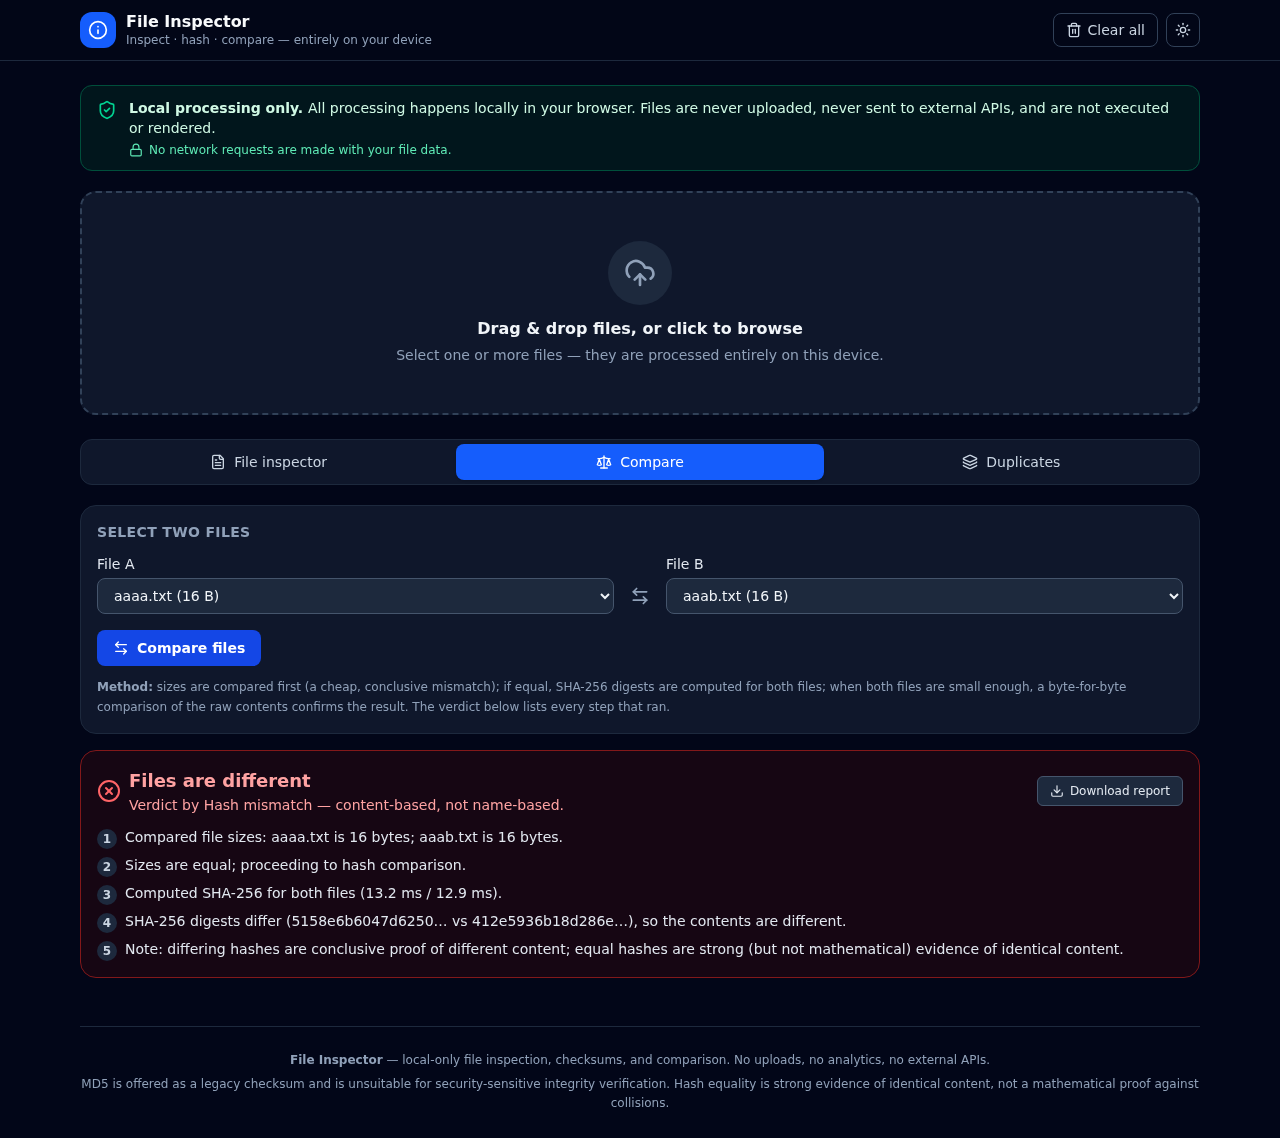 File Inspector
Inspect · hash · compare — entirely on your device
Clear all
Local processing only. All processing happens locally in your browser. Files are never uploaded, never sent to external APIs, and are not executed
or rendered.
No network requests are made with your file data.
Drag & drop files, or click to browse
Select one or more files — they are processed entirely on this device.
File inspector
Compare
Duplicates
SELECT TWO FILES
File A
File B
aaaa.txt (16 B)
aaab.txt (16 B)
Compare files
Method: sizes are compared first (a cheap, conclusive mismatch); if equal, SHA-256 digests are computed for both files; when both files are small enough, a byte-for-byte
comparison of the raw contents confirms the result. The verdict below lists every step that ran.
Files are different
Verdict by Hash mismatch — content-based, not name-based.
Download report
1 Compared file sizes: aaaa.txt is 16 bytes; aaab.txt is 16 bytes.
2 Sizes are equal; proceeding to hash comparison.
3 Computed SHA-256 for both files (13.2 ms / 12.9 ms).
4 SHA-256 digests differ (5158e6b6047d6250… vs 412e5936b18d286e…), so the contents are different.
5 Note: differing hashes are conclusive proof of different content; equal hashes are strong (but not mathematical) evidence of identical content.
File Inspector — local-only file inspection, checksums, and comparison. No uploads, no analytics, no external APIs.
MD5 is offered as a legacy checksum and is unsuitable for security-sensitive integrity verification. Hash equality is strong evidence of identical content, not a mathematical proof against
collisions.